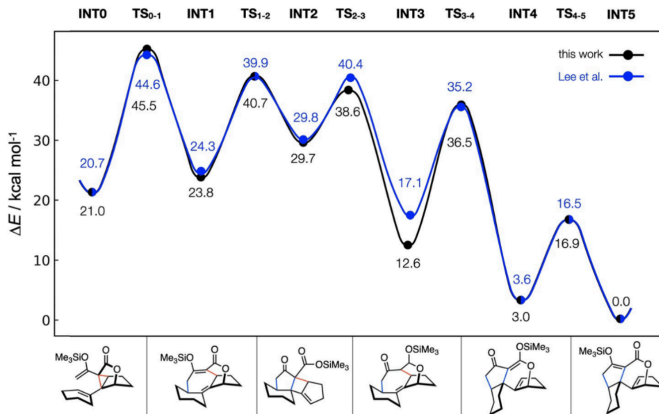 INT0 TS0-1 INT1 TS1-2 INT2 TS2-3 INT3 TS3-4 INT4 TS4-5 INT5
this work
Lee et al.
ΔE / kcal mol-1
40
30
20
10
0
20.7
21.0
44.6
45.5
24.3
23.8
39.9
40.7
29.8
29.7
40.4
38.6
17.1
12.6
35.2
36.5
3.6
3.0
16.5
16.9
0.0
Me3SiO O O
Me3SiO O O
O O OSiMe3
OSiMe3 O O
OSiMe3 O O
Me3SiO O O